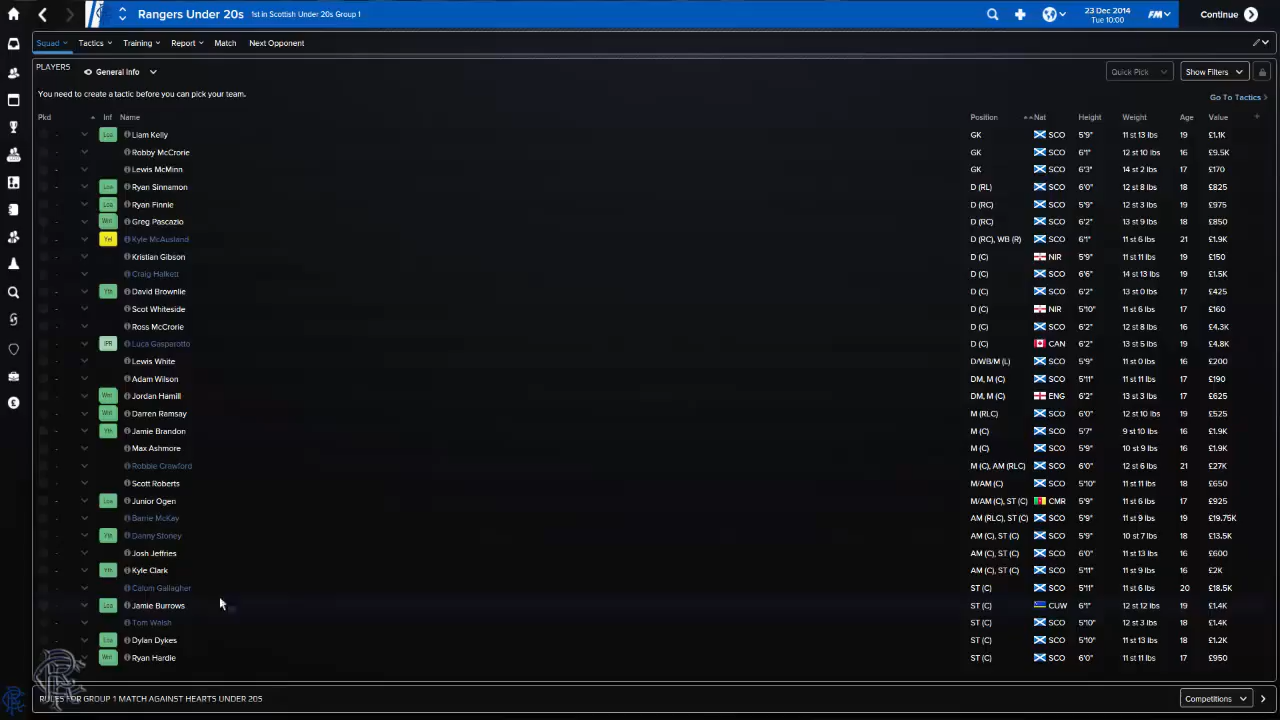 Rangers Under 20s 1st in Scottish Under 20s Group 1 23 Dec 2014 FM Continue
Tue 10:00
Squad Tactics Training Report Match Next Opponent
PLAYERS General Info Quick Pick Show Filters
You need to create a tactic before you can pick your team. Go To Tactics >
Pkd Inf Name Position Nat Height Weight Age Value
- Loa Liam Kelly GK SCO 5'9" 11 st 13 lbs 19 £1.1K
- Robby McCrorie GK SCO 6'1" 12 st 10 lbs 16 £9.5K
- Lewis McMinn GK SCO 6'3" 14 st 2 lbs 17 £170
- Loa Ryan Sinnamon D (RL) SCO 6'0" 12 st 8 lbs 18 £825
- Loa Ryan Finnie D (RC) SCO 5'9" 12 st 3 lbs 19 £975
- Wnt Greg Pascazio D (RC) SCO 6'2" 13 st 9 lbs 18 £850
- Yel Kyle McAusland D (RC), WB (R) SCO 6'1" 11 st 6 lbs 21 £1.9K
- Kristian Gibson D (C) NIR 5'9" 11 st 11 lbs 19 £150
- Craig Halkett D (C) SCO 6'6" 14 st 13 lbs 19 £1.5K
- Yth David Brownlie D (C) SCO 6'2" 13 st 0 lbs 17 £425
- Scot Whiteside D (C) NIR 5'10" 11 st 6 lbs 17 £160
- Ross McCrorie D (C) SCO 6'2" 12 st 8 lbs 16 £4.3K
- IPR Luca Gasparotto D (C) CAN 6'2" 13 st 5 lbs 19 £4.8K
- Lewis White D/WB/M (L) SCO 5'9" 11 st 0 lbs 16 £200
- Adam Wilson DM, M (C) SCO 5'11" 11 st 11 lbs 17 £190
- Wnt Jordan Hamill DM, M (C) ENG 6'2" 13 st 3 lbs 17 £625
- Wnt Darren Ramsay M (RLC) SCO 6'0" 12 st 10 lbs 19 £525
- Yth Jamie Brandon M (C) SCO 5'7" 9 st 10 lbs 16 £1.9K
- Max Ashmore M (C) SCO 5'9" 10 st 9 lbs 16 £1.9K
- Robbie Crawford M (C), AM (RLC) SCO 6'0" 12 st 6 lbs 21 £27K
- Scott Roberts M/AM (C) SCO 5'10" 11 st 11 lbs 18 £650
- Loa Junior Ogen M/AM (C), ST (C) CMR 5'9" 11 st 6 lbs 17 £925
- Barrie McKay AM (RLC), ST (C) SCO 5'9" 11 st 9 lbs 19 £19.75K
- Yth Danny Stoney AM (C), ST (C) SCO 5'9" 10 st 7 lbs 18 £13.5K
- Josh Jeffries AM (C), ST (C) SCO 6'0" 11 st 13 lbs 16 £600
- Yth Kyle Clark AM (C), ST (C) SCO 5'11" 11 st 9 lbs 16 £2K
- Calum Gallagher ST (C) SCO 5'11" 11 st 6 lbs 20 £18.5K
- Loa Jamie Burrows ST (C) CUW 6'1" 12 st 12 lbs 19 £1.4K
- Tom Walsh ST (C) SCO 5'10" 12 st 3 lbs 18 £1.4K
- Loa Dylan Dykes ST (C) SCO 5'10" 11 st 13 lbs 18 £1.2K
- Wnt Ryan Hardie ST (C) SCO 6'0" 11 st 11 lbs 17 £950
RULES FOR GROUP 1 MATCH AGAINST HEARTS UNDER 20S Competitions